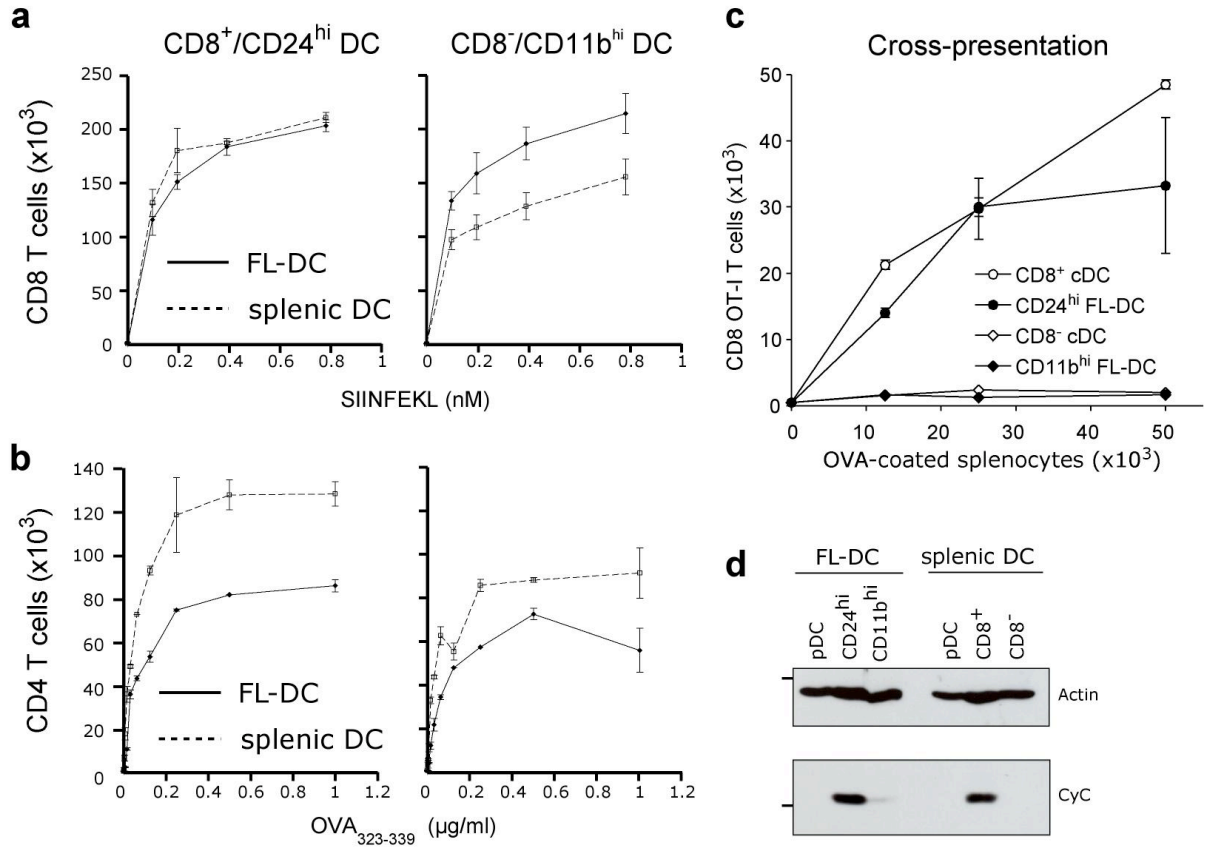 a
CD8⁺/CD24ʰⁱ DC
CD8⁻/CD11bʰⁱ DC
CD8 T cells (x10³)
250
200
150
100
50
0
FL-DC
splenic DC
0 0.2 0.4 0.6 0.8 1
0 0.2 0.4 0.6 0.8 1
SIINFEKL (nM)
b
CD4 T cells (x10³)
140
120
100
80
60
40
20
0
FL-DC
splenic DC
0 0.2 0.4 0.6 0.8 1 1.2
0 0.2 0.4 0.6 0.8 1 1.2
OVA₃₂₃₋₃₃₉ (μg/ml)
c
Cross-presentation
CD8 OT-I T cells (x10³)
50
40
30
20
10
0
CD8⁺ cDC
CD24ʰⁱ FL-DC
CD8⁻ cDC
CD11bʰⁱ FL-DC
0 10 20 30 40 50
OVA-coated splenocytes (x10³)
d
FL-DC
splenic DC
pDC
CD24ʰⁱ
CD11bʰⁱ
pDC
CD8⁺
CD8⁻
Actin
CyC